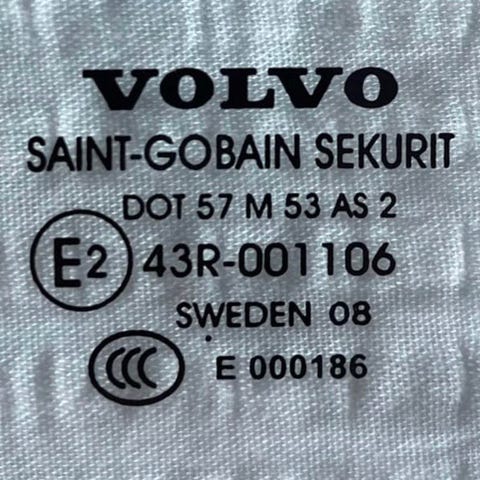 VOLVO
SAINT-GOBAIN SEKURIT
DOT 57 M 53 AS 2
E2 43R-001106
SWEDEN 08
CCC E 000186